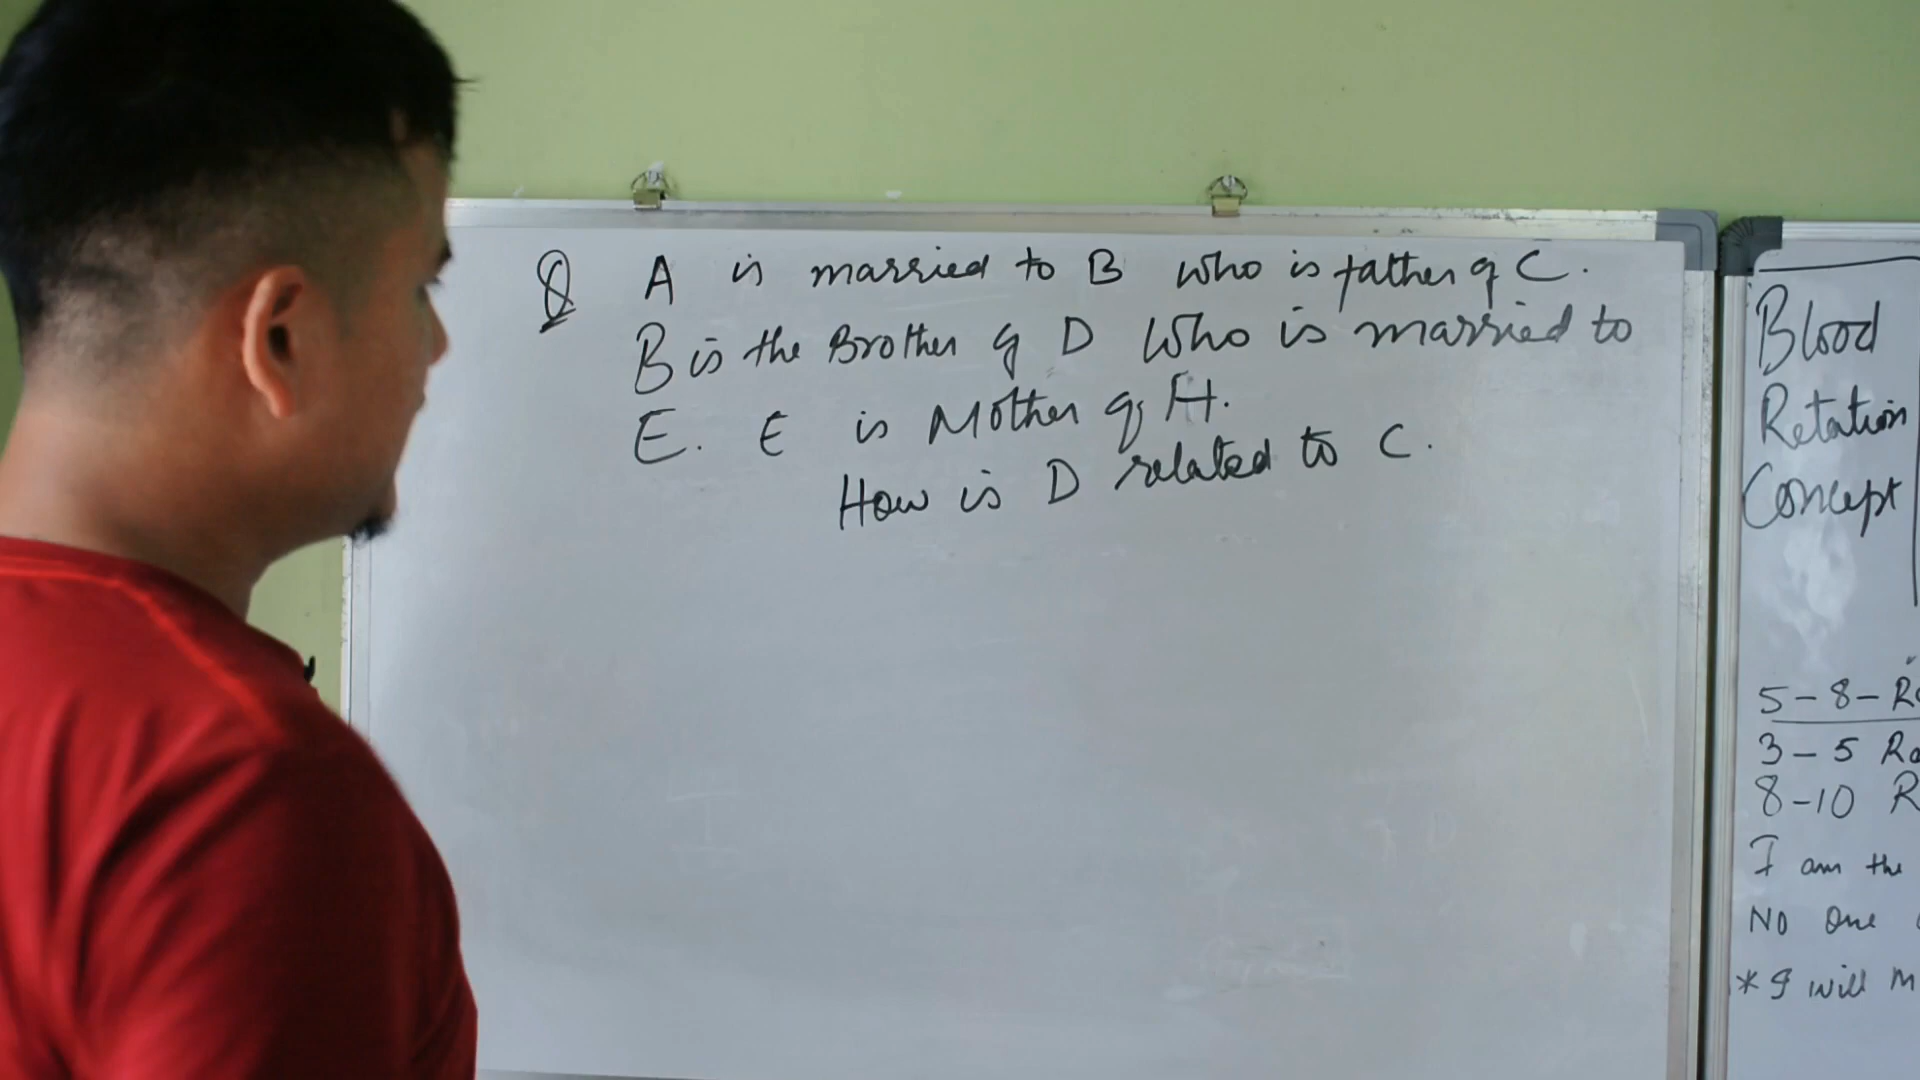 Q A is married to B who is father of C.
B is the Brother of D Who is married to
E. E is Mother of H.
How is D related to C.
Blood
Relation
Concept
5-8-
3-5
8-10
I am the
No One
* I will